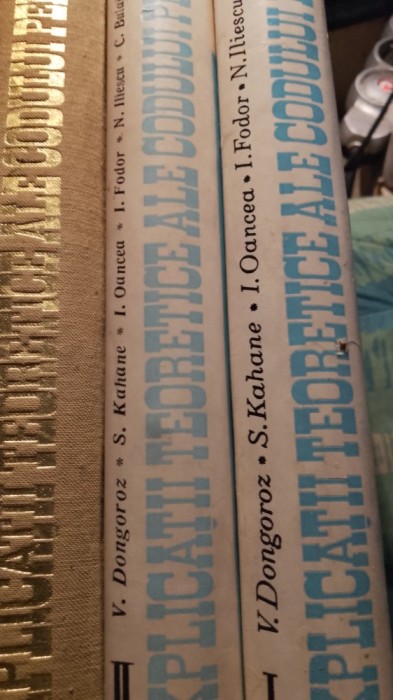 PLICAȚII TEORETICE ALE CODULUI PE
V. Dongoroz * S. Kahane * I. Oancea * I. Fodor * N. Iliescu * C. Bula
XPLICAȚII TEORETICE ALE CODULUI P
II
V. Dongoroz • S. Kahane • I. Oancea • I. Fodor • N. Iliescu
XPLICAȚII TEORETICE ALE CODULUI
I